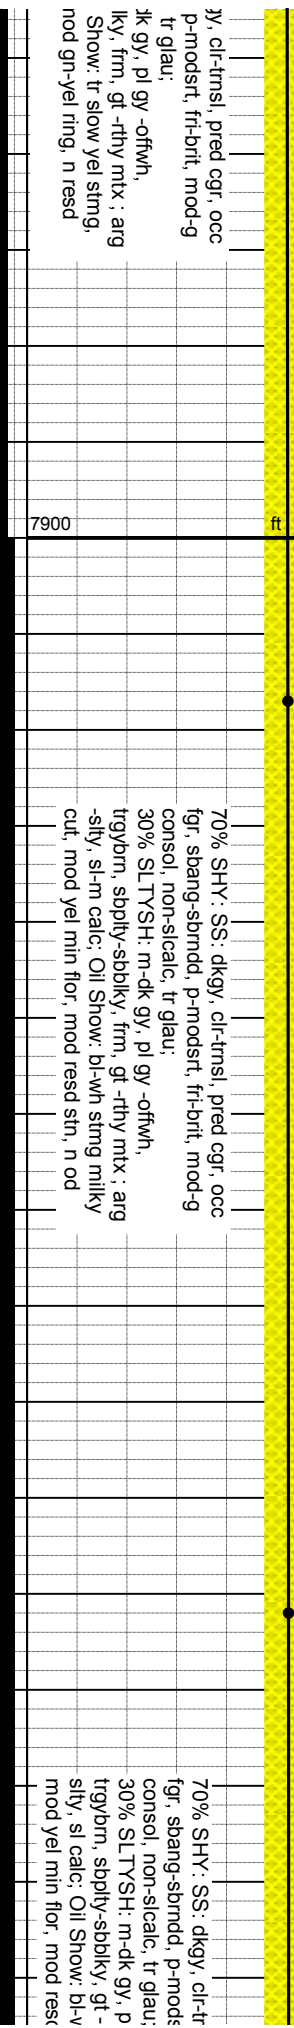 gy, clr-trnsl, pred cgr, occ
p-modsrt, fri-brit, mod-g
tr glau;
dk gy, pl gy -offwh,
lky, frm, gt -rthy mtx ; arg
Show: tr slow yel stmg,
mod gn-yel ring, n resd
7900
ft
70% SHY: SS: dkgy, clr-trnsl, pred cgr, occ
fgr, sbang-sbrndd, p-modsrt, fri-brit, mod-g
consol, non-slcalc, tr glau;
30% SLTYSH: m-dk gy, pl gy -offwh,
trgybrn, sbplty-sbblky, frm, gt -rthy mtx ; arg
-slty, sl-m calc; Oil Show: bl-wh stmg milky
cut, mod yel min flor, mod resd stn, n od
70% SHY: SS: dkgy, clr-tr
fgr, sbang-sbrndd, p-mods
consol, non-slcalc, tr glau;
30% SLTYSH: m-dk gy, p
trgybrn, sbplty-sbblky, gt -
slty, sl calc; Oil Show: bl-v
mod yel min flor, mod resd